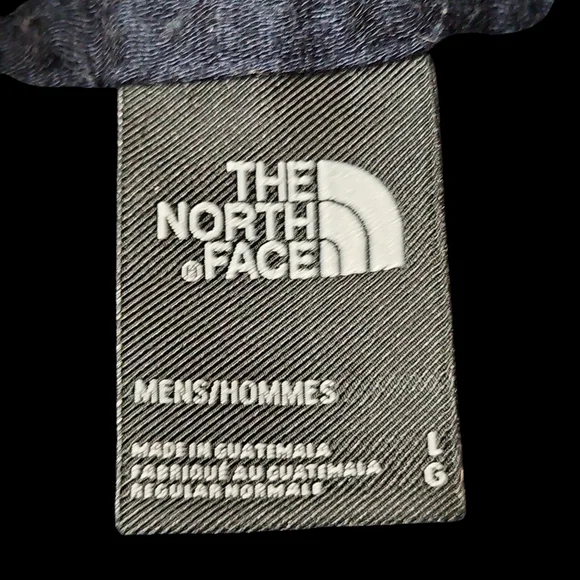 THE
NORTH
®FACE
MENS/HOMMES
MADE IN GUATEMALA
FABRIQUÉ AU GUATEMALA
REGULAR NORMALE
L
G